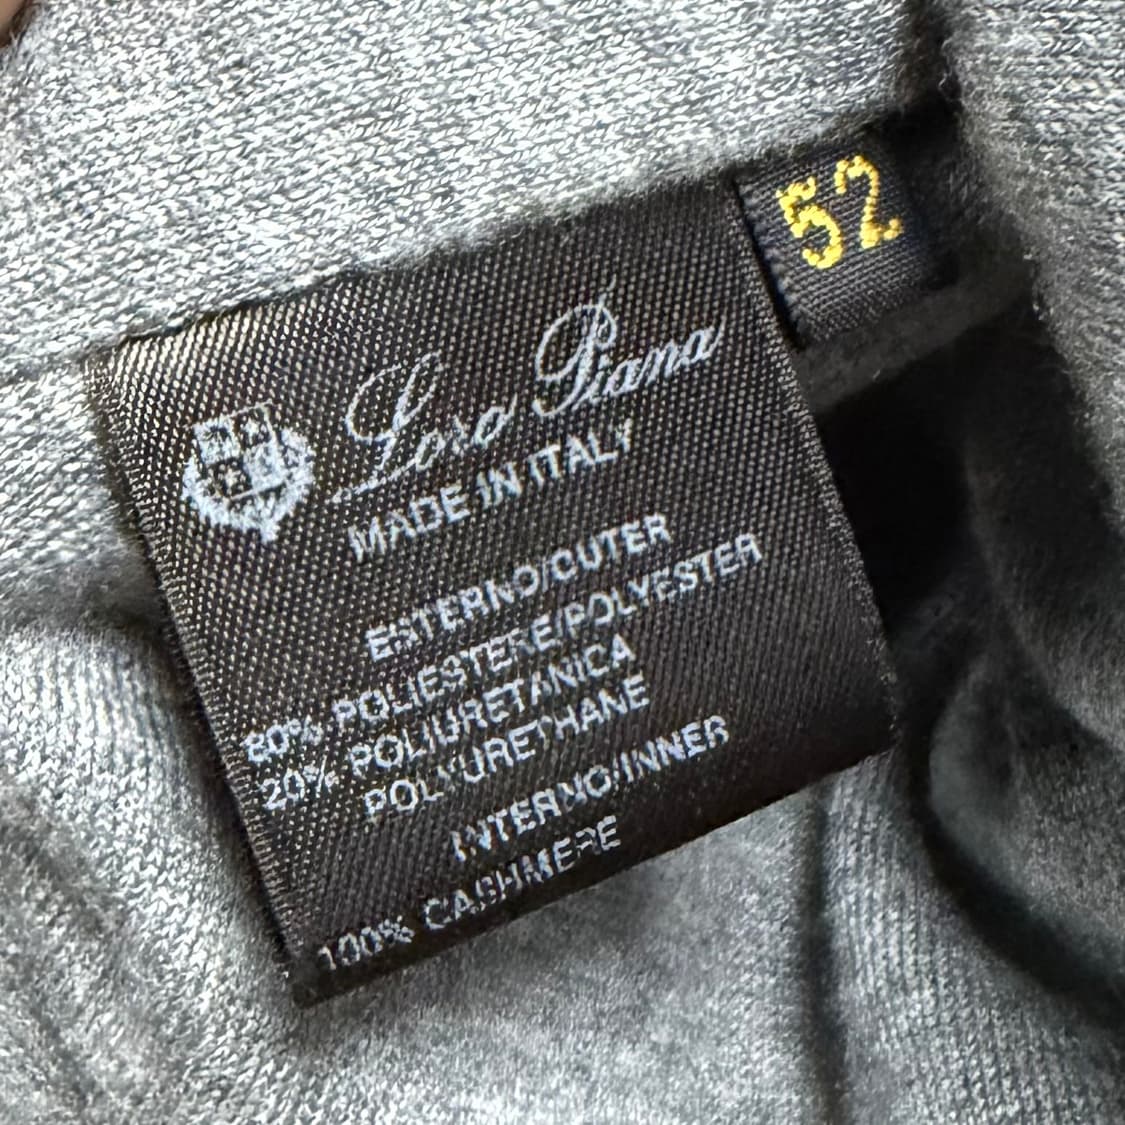 52
Loro Piana
MADE IN ITALY
ESTERNO/OUTER
80% POLIESTERE/POLYESTER
20% POLIURETANICA
POLYURETHANE
INTERNO/INNER
100% CASHMERE